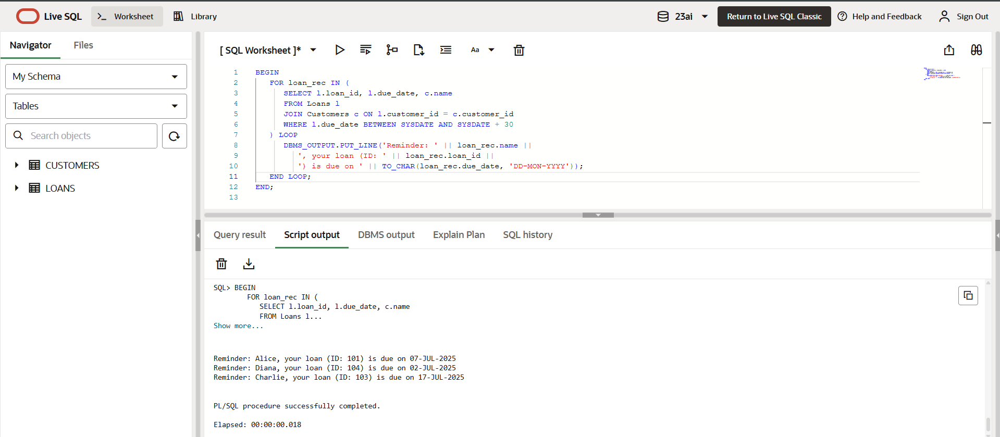 Live SQL
Worksheet
Library
23ai
Return to Live SQL Classic
Help and Feedback
Sign Out
Navigator
Files
My Schema
Tables
Search objects
CUSTOMERS
LOANS
[ SQL Worksheet ]*
Aa
1 BEGIN
2 FOR loan_rec IN (
3 SELECT l.loan_id, l.due_date, c.name
4 FROM Loans l
5 JOIN Customers c ON l.customer_id = c.customer_id
6 WHERE l.due_date BETWEEN SYSDATE AND SYSDATE + 30
7 ) LOOP
8 DBMS_OUTPUT.PUT_LINE('Reminder: ' || loan_rec.name ||
9 ', your loan (ID: ' || loan_rec.loan_id ||
10 ') is due on ' || TO_CHAR(loan_rec.due_date, 'DD-MON-YYYY'));
11 END LOOP;
12 END;
13
Query result
Script output
DBMS output
Explain Plan
SQL history
SQL> BEGIN
FOR loan_rec IN (
SELECT l.loan_id, l.due_date, c.name
FROM Loans l...
Show more...
Reminder: Alice, your loan (ID: 101) is due on 07-JUL-2025
Reminder: Diana, your loan (ID: 104) is due on 02-JUL-2025
Reminder: Charlie, your loan (ID: 103) is due on 17-JUL-2025
PL/SQL procedure successfully completed.
Elapsed: 00:00:00.018